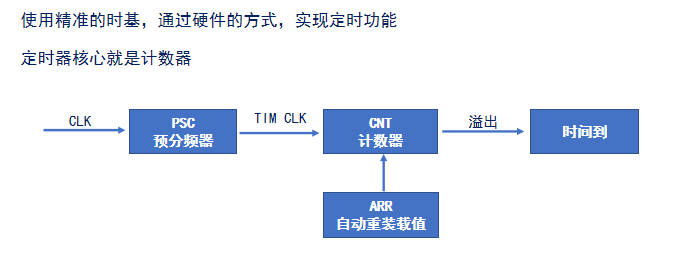 使用精准的时基，通过硬件的方式，实现定时功能
定时器核心就是计数器
CLK
PSC
预分频器
TIM CLK
CNT
计数器
溢出
时间到
ARR
自动重装载值